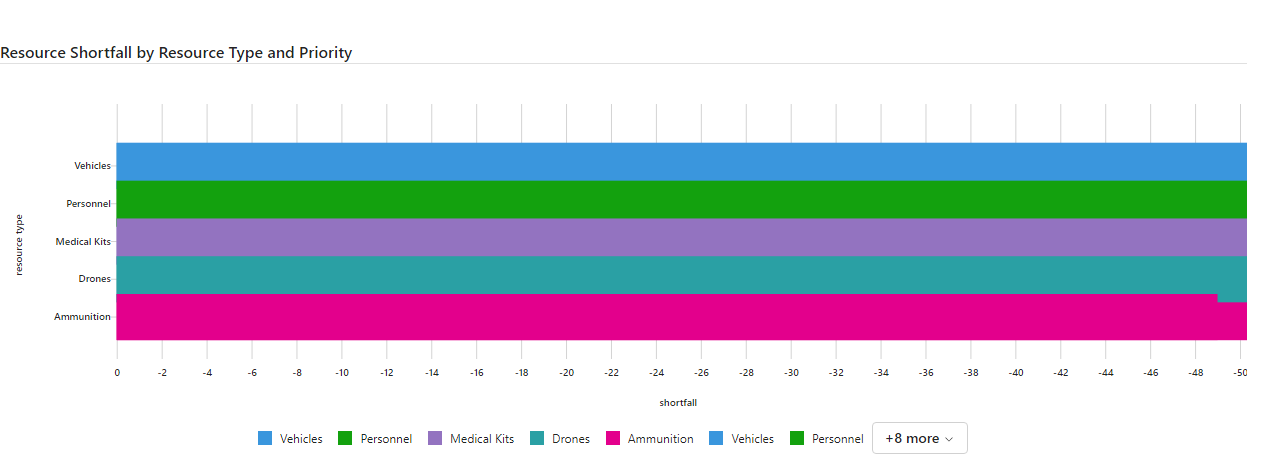 Resource Shortfall by Resource Type and Priority
resource type
Vehicles
Personnel
Medical Kits
Drones
Ammunition
0 -2 -4 -6 -8 -10 -12 -14 -16 -18 -20 -22 -24 -26 -28 -30 -32 -34 -36 -38 -40 -42 -44 -46 -48 -50
shortfall
Vehicles Personnel Medical Kits Drones Ammunition Vehicles Personnel +8 more